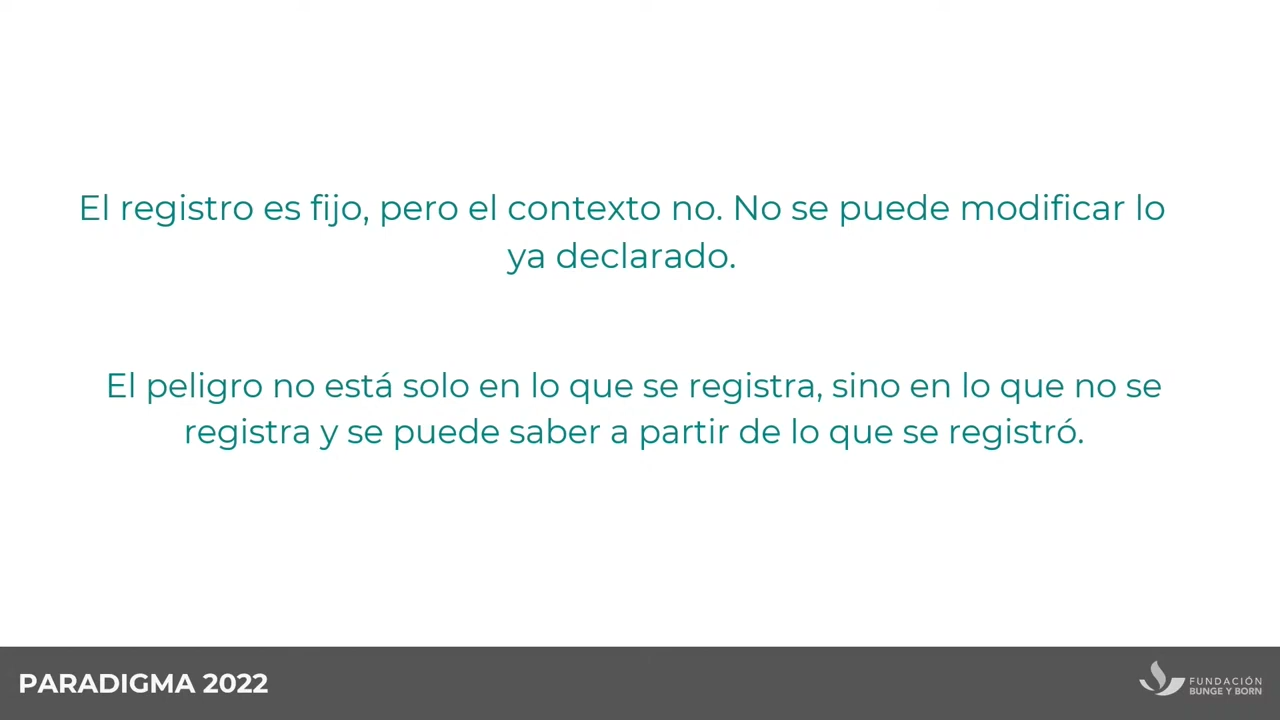 El registro es fijo, pero el contexto no. No se puede modificar lo
ya declarado.
El peligro no está solo en lo que se registra, sino en lo que no se
registra y se puede saber a partir de lo que se registró.
PARADIGMA 2022
FUNDACIÓN
BUNGE Y BORN